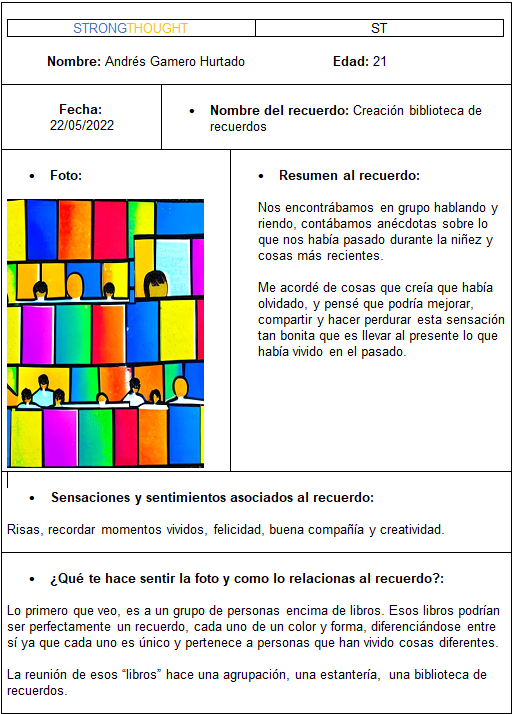 STRONGTHOUGHT ST
Nombre: Andrés Gamero Hurtado Edad: 21
Fecha:
22/05/2022
• Nombre del recuerdo: Creación biblioteca de
recuerdos
• Foto:
• Resumen al recuerdo:
Nos encontrábamos en grupo hablando y
riendo, contábamos anécdotas sobre lo
que nos había pasado durante la niñez y
cosas más recientes.
Me acordé de cosas que creía que había
olvidado, y pensé que podría mejorar,
compartir y hacer perdurar esta sensación
tan bonita que es llevar al presente lo que
había vivido en el pasado.
• Sensaciones y sentimientos asociados al recuerdo:
Risas, recordar momentos vividos, felicidad, buena compañía y creatividad.
• ¿Qué te hace sentir la foto y como lo relacionas al recuerdo?:
Lo primero que veo, es a un grupo de personas encima de libros. Esos libros podrían
ser perfectamente un recuerdo, cada uno de un color y forma, diferenciándose entre
sí ya que cada uno es único y pertenece a personas que han vivido cosas diferentes.
La reunión de esos “libros” hace una agrupación, una estantería, una biblioteca de
recuerdos.